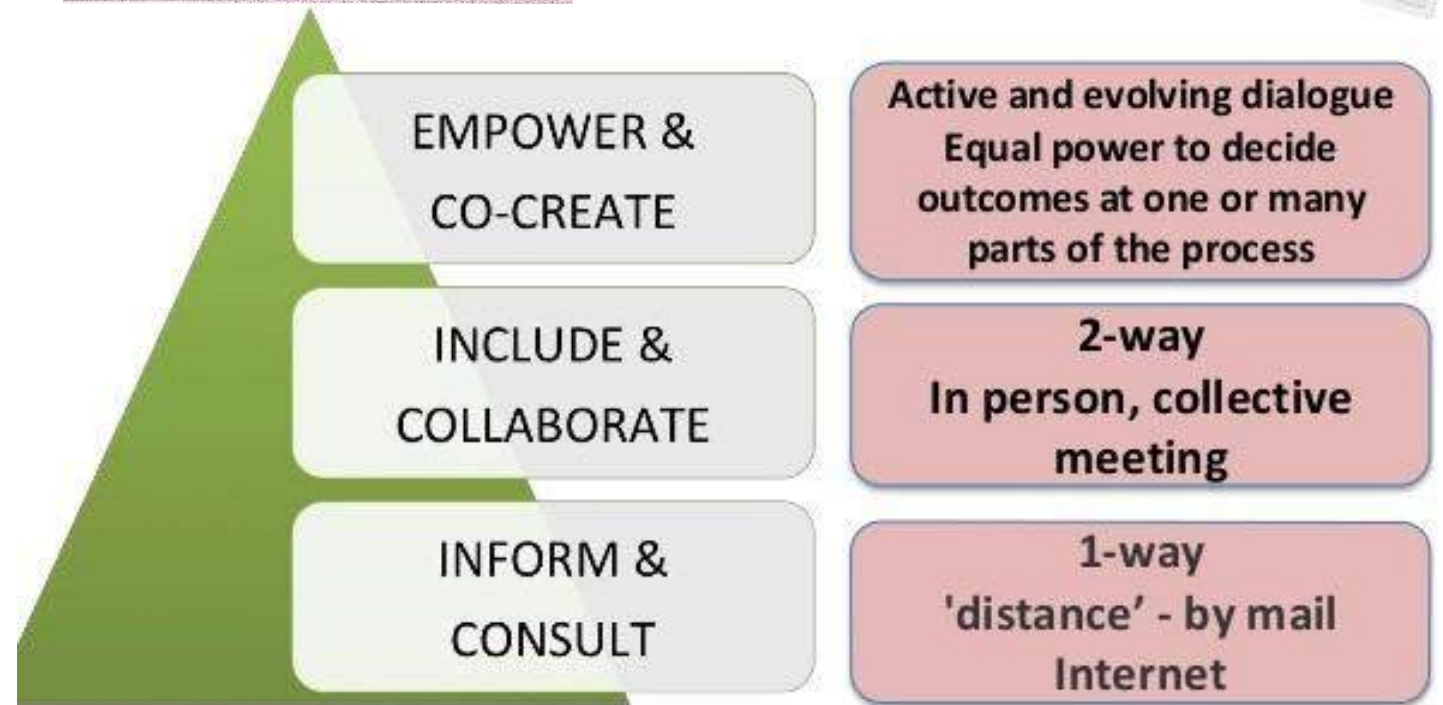 EMPOWER &
CO-CREATE
Active and evolving dialogue
Equal power to decide
outcomes at one or many
parts of the process
INCLUDE &
COLLABORATE
2-way
In person, collective
meeting
INFORM &
CONSULT
1-way
'distance’ - by mail
Internet